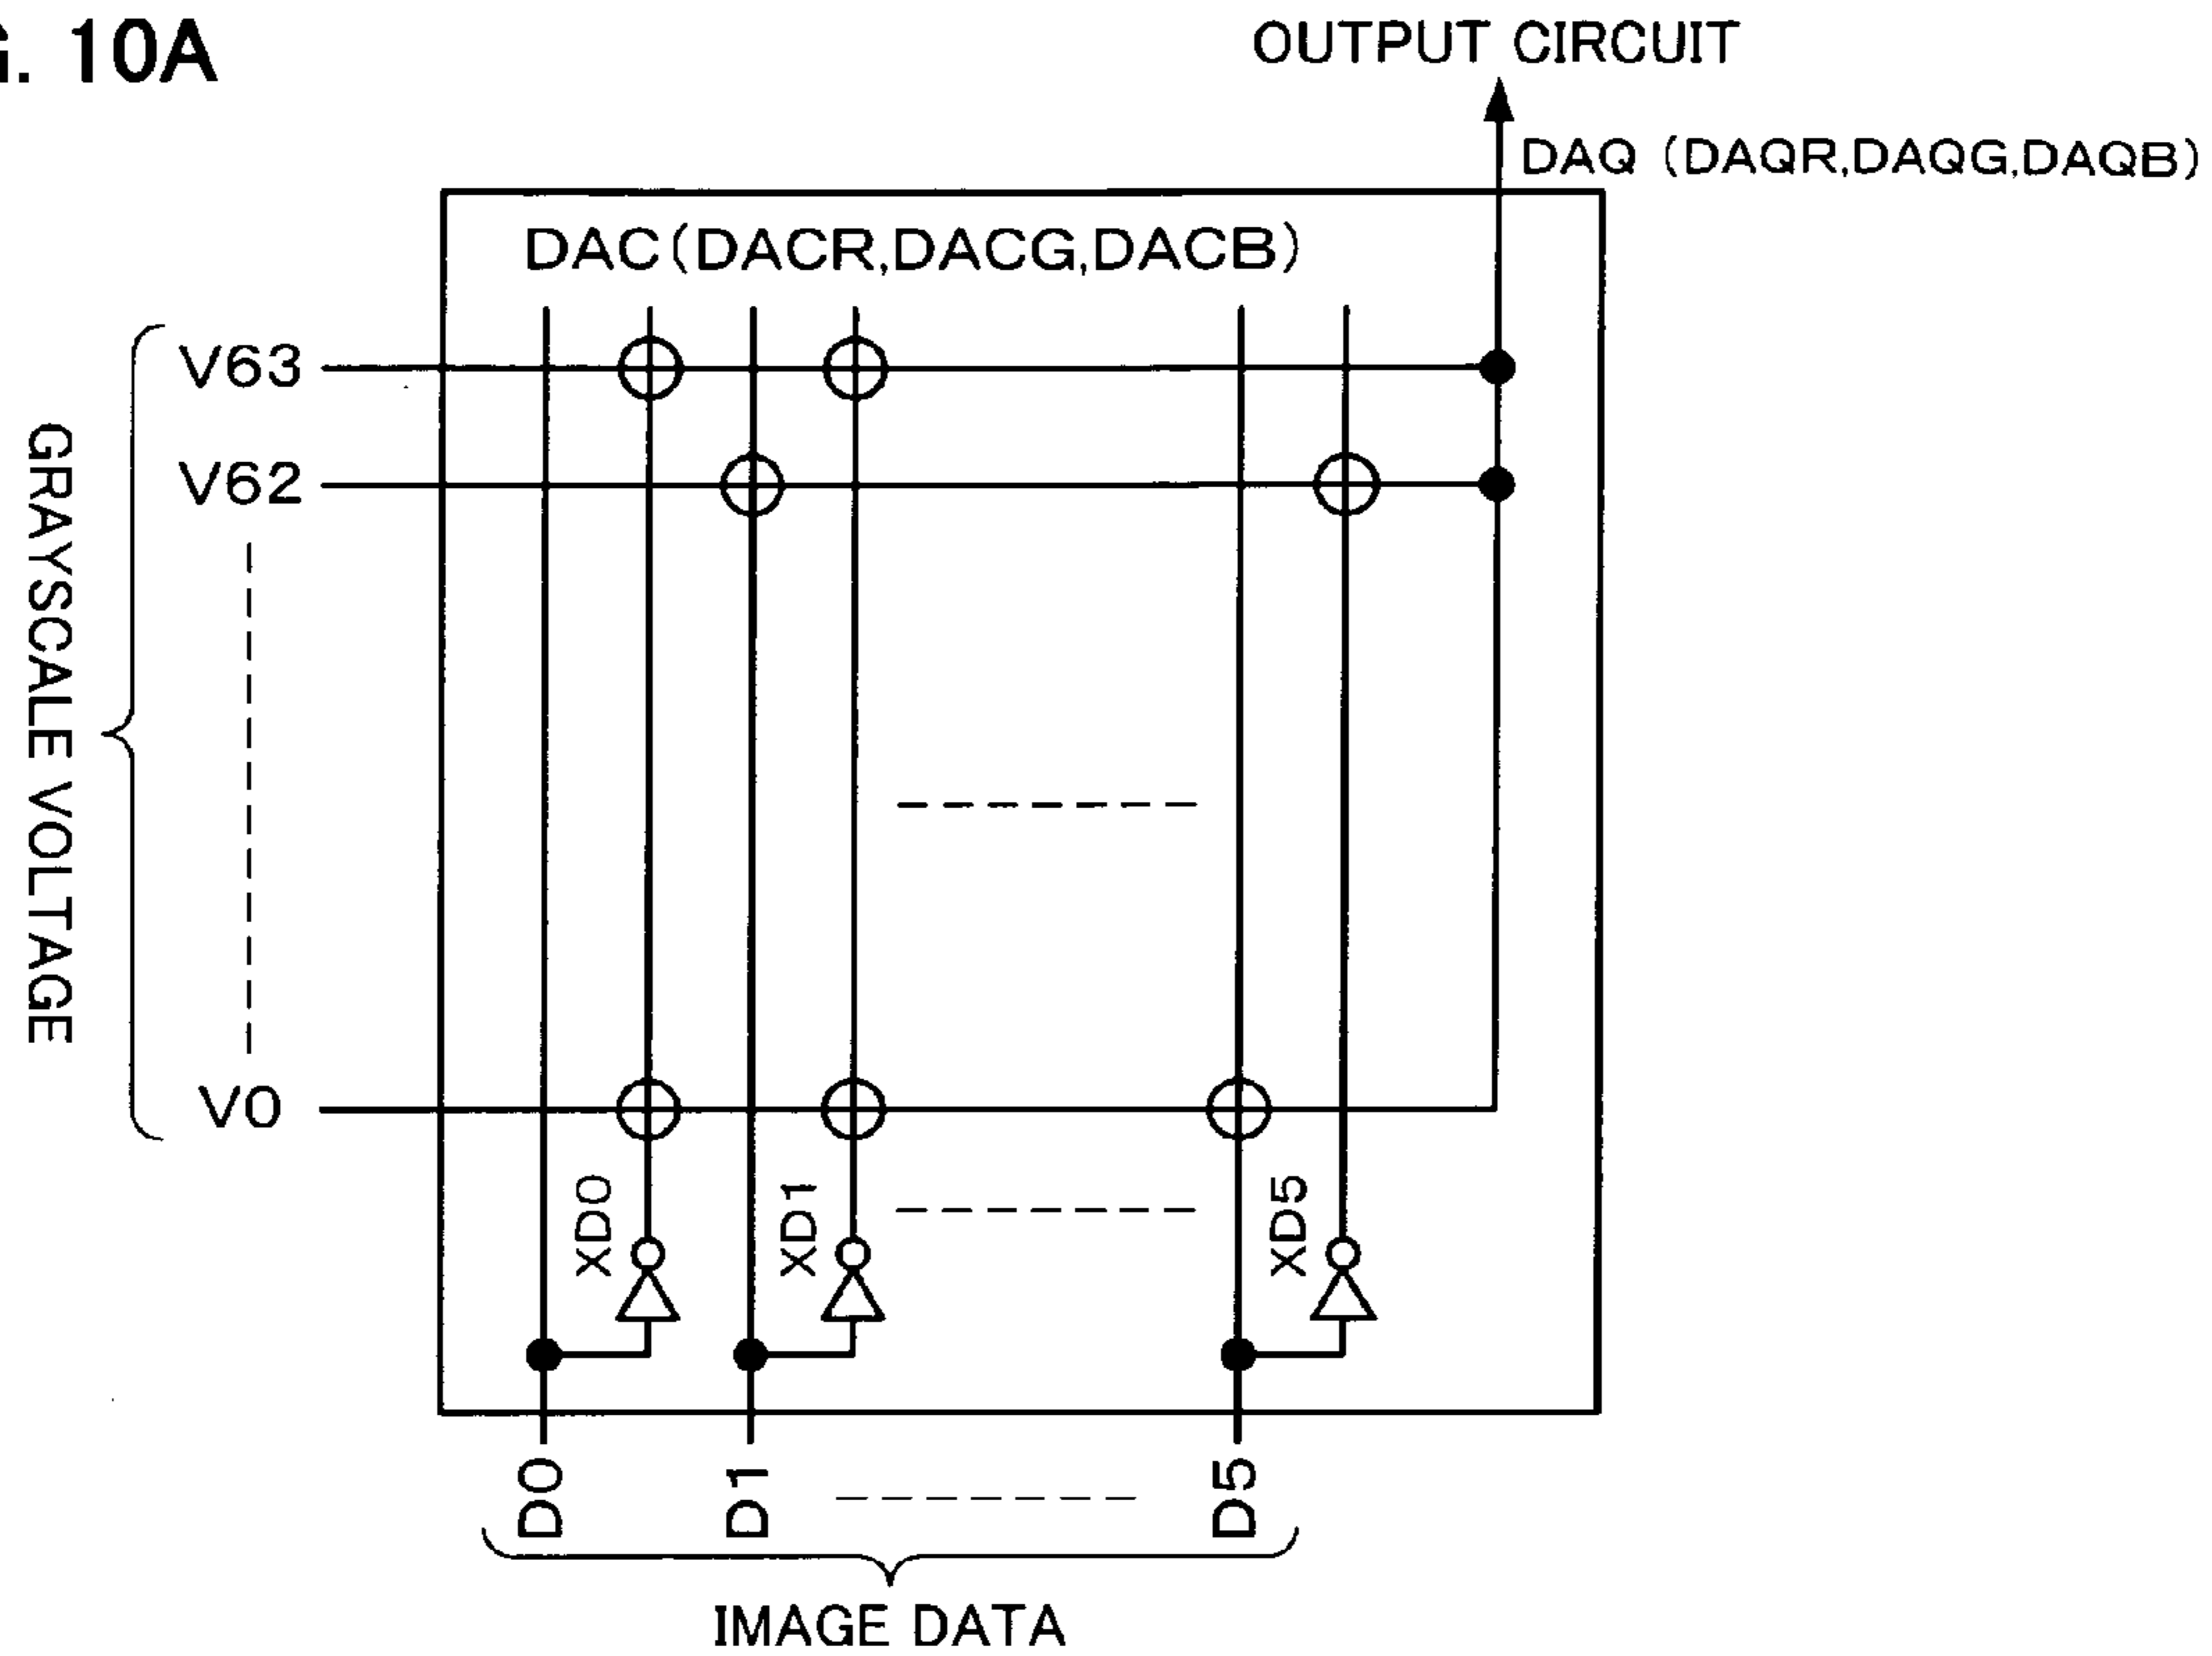 G. 10A
OUTPUT CIRCUIT
DAQ (DAQR,DAQG,DAQB)
DAC(DACR,DACG,DACB)
V63
V62
V0
GRAYSCALE VOLTAGE
XD0
XD1
XD5
D0
D1
D5
IMAGE DATA